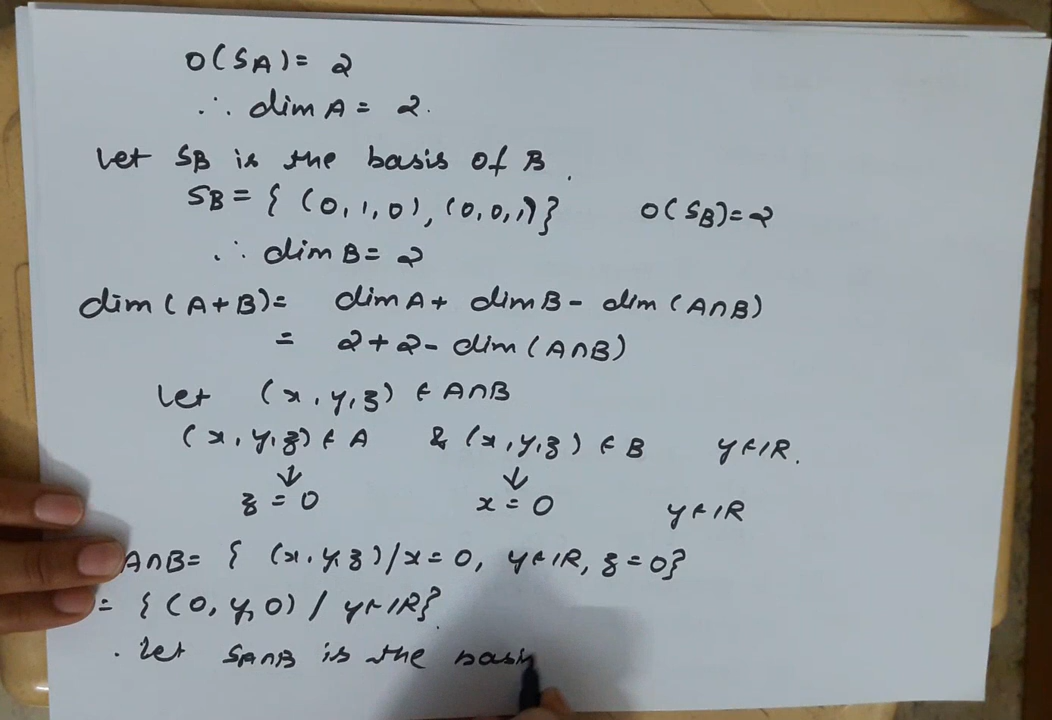 O(SA) = 2
∴ dim A = 2.
Let SB is the basis of B.
SB = { (0,1,0), (0,0,1)} O(SB) = 2
∴ dim B = 2
dim (A+B) = dim A + dim B - dim (A∩B)
= 2+2 - dim (A∩B)
Let (x, y, z) ∈ A∩B
(x, y, z) ∈ A & (x, y, z) ∈ B y ∈ IR.
↓ ↓
z = 0 x = 0 y ∈ IR
A∩B = { (x, y, z) / x = 0, y ∈ IR, z = 0}
= { (0, y, 0) / y ∈ IR}.
. Let SA∩B is the basi